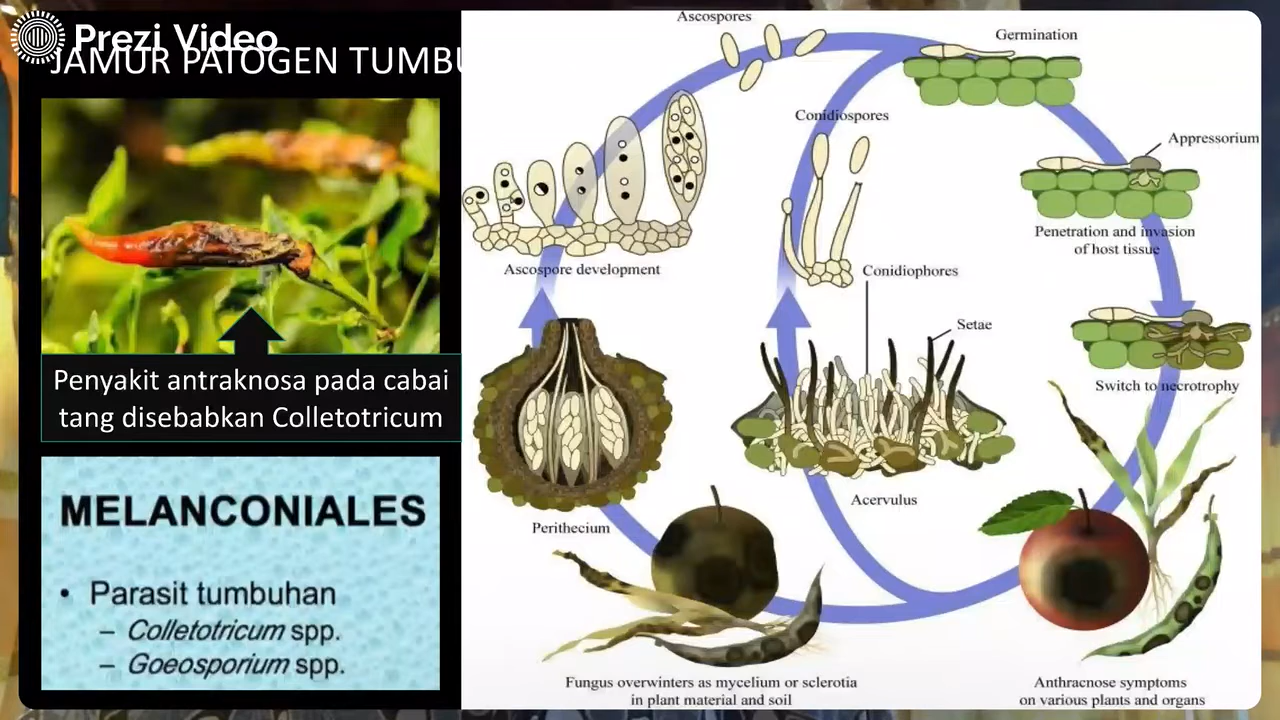 Prezi Video
JAMUR PATOGEN TUMBU
Penyakit antraknosa pada cabai
tang disebabkan Colletotricum
MELANCONIALES
• Parasit tumbuhan
– Colletotricum spp.
– Goeosporium spp.
Ascospores
Germination
Conidiospores
Appressorium
Penetration and invasion
of host tissue
Ascospore development
Conidiophores
Setae
Switch to necrotrophy
Acervulus
Perithecium
Fungus overwinters as mycelium or sclerotia
in plant material and soil
Anthracnose symptoms
on various plants and organs